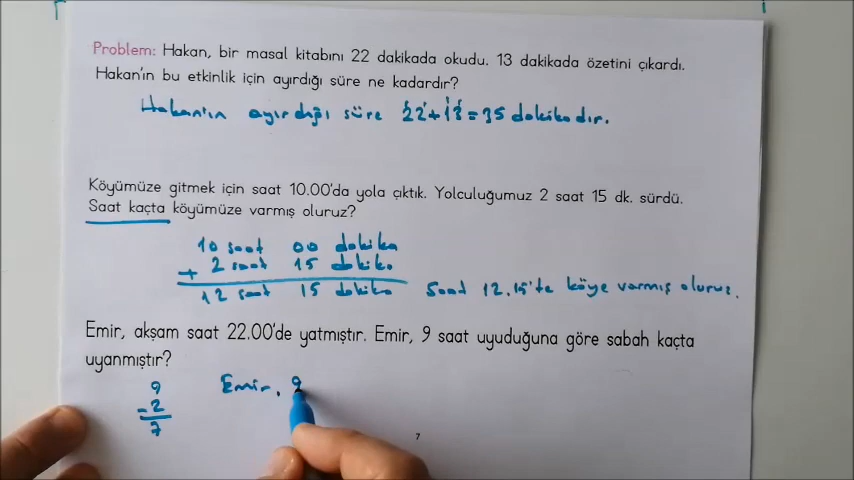 Problem: Hakan, bir masal kitabını 22 dakikada okudu. 13 dakikada özetini çıkardı.
Hakan'ın bu etkinlik için ayırdığı süre ne kadardır?
Hakan'ın ayırdığı süre 22+13=35 dakikadır.
Köyümüze gitmek için saat 10.00'da yola çıktık. Yolculuğumuz 2 saat 15 dk. sürdü.
Saat kaçta köyümüze varmış oluruz?
10 saat 00 dakika
+ 2 saat 15 dakika
12 saat 15 dakika Saat 12.15'te köye varmış oluruz.
Emir, akşam saat 22.00'de yatmıştır. Emir, 9 saat uyuduğuna göre sabah kaçta
uyanmıştır?
9
- 2
7
Emir, 9
7